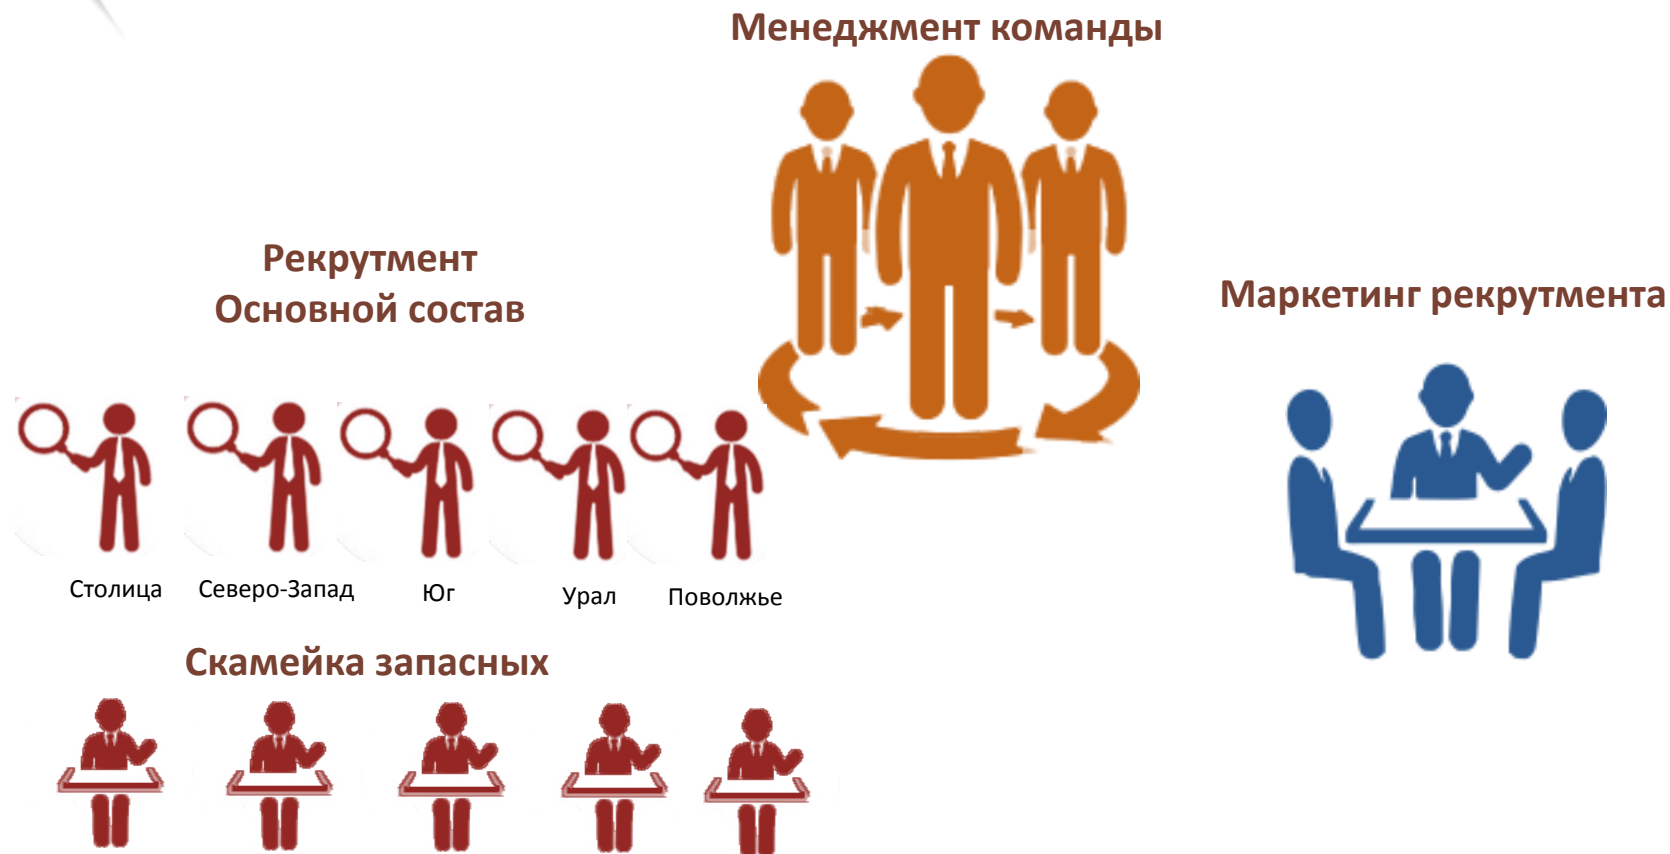 Менеджмент команды
Рекрутмент
Основной состав
Маркетинг рекрутмента
Столица
Северо-Запад
Юг
Урал
Поволжье
Скамейка запасных